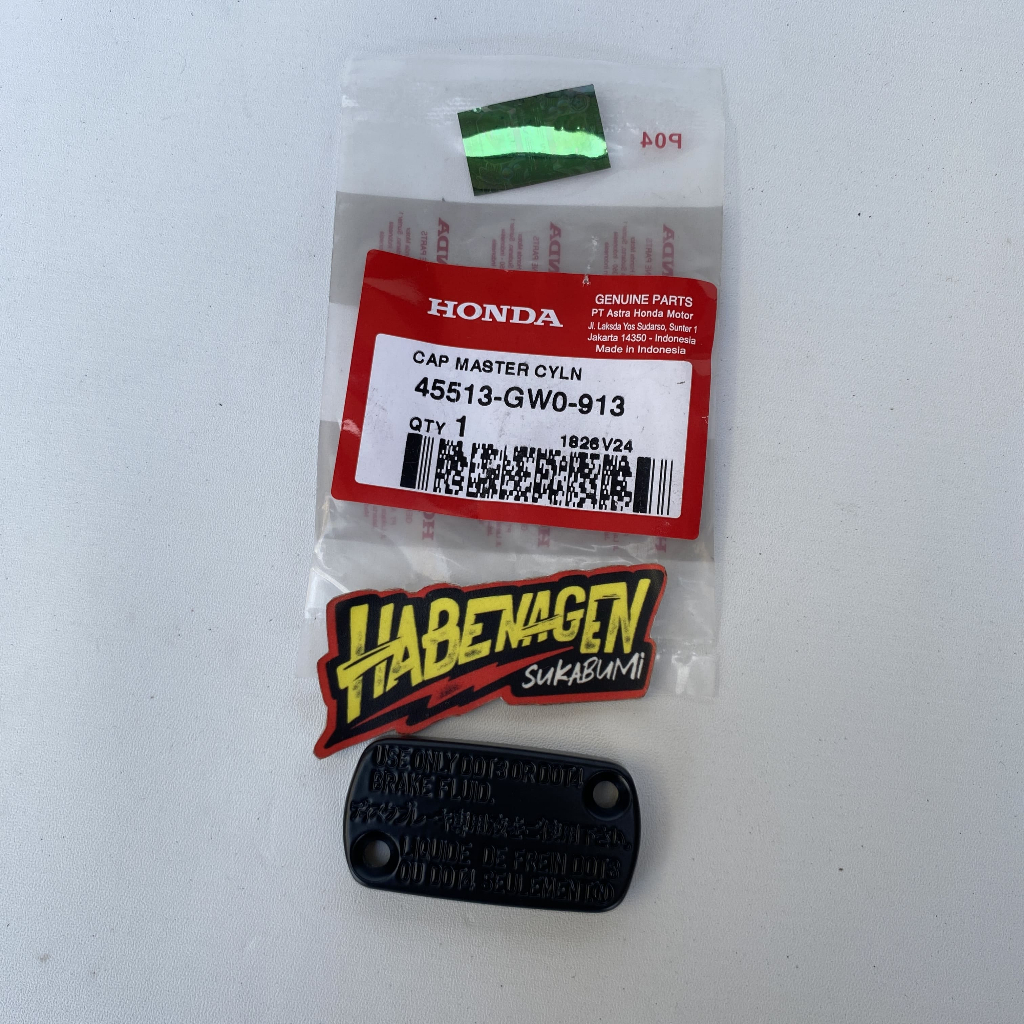 P04
HONDA
GENUINE PARTS
PT Astra Honda Motor
Jl. Laksda Yos Sudarso, Sunter 1
Jakarta 14350 - Indonesia
Made in Indonesia
CAP MASTER CYLN
45513-GW0-913
QTY 1
1826V24
HABENAGEN
SUKABUMi
USE ONLY DOT3 OR DOT4
BRAKE FLUID.
LIQUIDE DE FREIN DOT3
OU DOT4 SEULEMENT